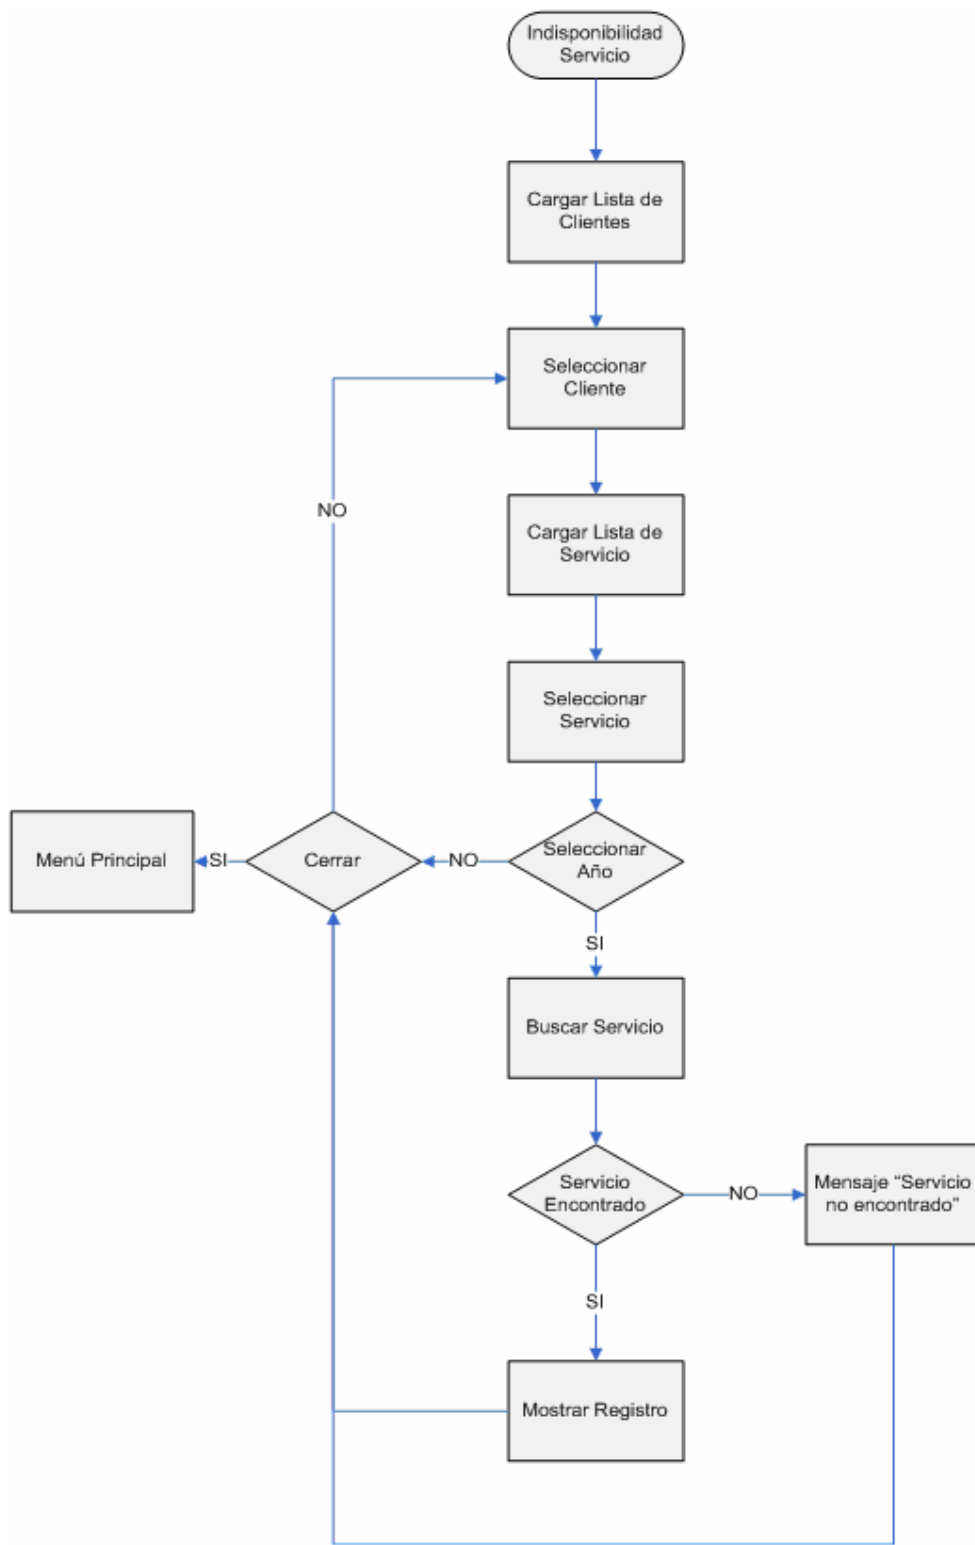 Indisponibilidad
Servicio
Cargar Lista de
Clientes
Seleccionar
Cliente
NO
Cargar Lista de
Servicio
Seleccionar
Servicio
Menú Principal
SI
Cerrar
NO
Seleccionar
Año
SI
Buscar Servicio
Servicio
Encontrado
NO
Mensaje “Servicio
no encontrado”
SI
Mostrar Registro